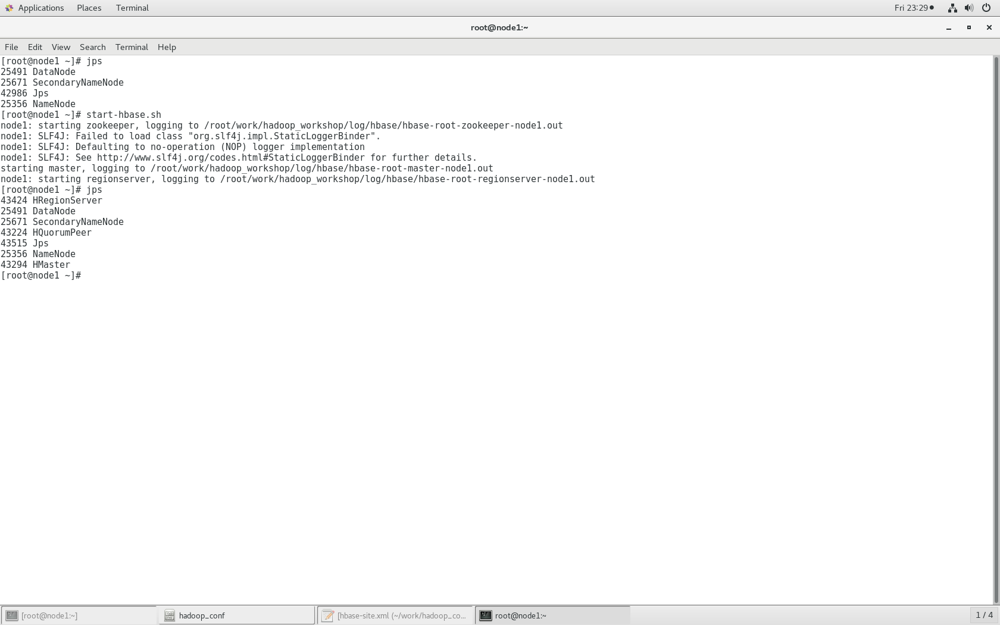 Applications Places Terminal Fri 23:29
root@node1:~
File Edit View Search Terminal Help
[root@node1 ~]# jps
25491 DataNode
25671 SecondaryNameNode
42986 Jps
25356 NameNode
[root@node1 ~]# start-hbase.sh
node1: starting zookeeper, logging to /root/work/hadoop_workshop/log/hbase/hbase-root-zookeeper-node1.out
node1: SLF4J: Failed to load class "org.slf4j.impl.StaticLoggerBinder".
node1: SLF4J: Defaulting to no-operation (NOP) logger implementation
node1: SLF4J: See http://www.slf4j.org/codes.html#StaticLoggerBinder for further details.
starting master, logging to /root/work/hadoop_workshop/log/hbase/hbase-root-master-node1.out
node1: starting regionserver, logging to /root/work/hadoop_workshop/log/hbase/hbase-root-regionserver-node1.out
[root@node1 ~]# jps
43424 HRegionServer
25491 DataNode
25671 SecondaryNameNode
43224 HQuorumPeer
43515 Jps
25356 NameNode
43294 HMaster
[root@node1 ~]#
[root@node1:~] hadoop_conf [hbase-site.xml (~/work/hadoop_co... root@node1:~ 1 / 4